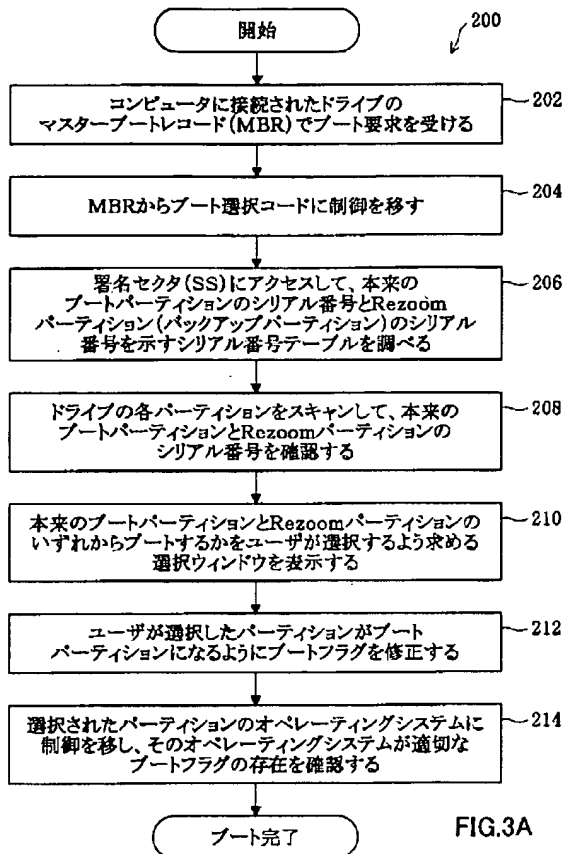 開始
200
コンピュータに接続されたドライブの
マスターブートレコード(MBR)でブート要求を受ける
202
MBRからブート選択コードに制御を移す
204
署名セクタ(SS)にアクセスして、本来の
ブートパーティションのシリアル番号とRezoom
パーティション(バックアップパーティション)のシリアル
番号を示すシリアル番号テーブルを調べる
206
ドライブの各パーティションをスキャンして、本来の
ブートパーティションとRezoomパーティションの
シリアル番号を確認する
208
本来のブートパーティションとRezoomパーティションの
いずれからブートするかをユーザが選択するよう求める
選択ウィンドウを表示する
210
ユーザが選択したパーティションがブート
パーティションになるようにブートフラグを修正する
212
選択されたパーティションのオペレーティングシステムに
制御を移し、そのオペレーティングシステムが適切な
ブートフラグの存在を確認する
214
ブート完了
FIG.3A